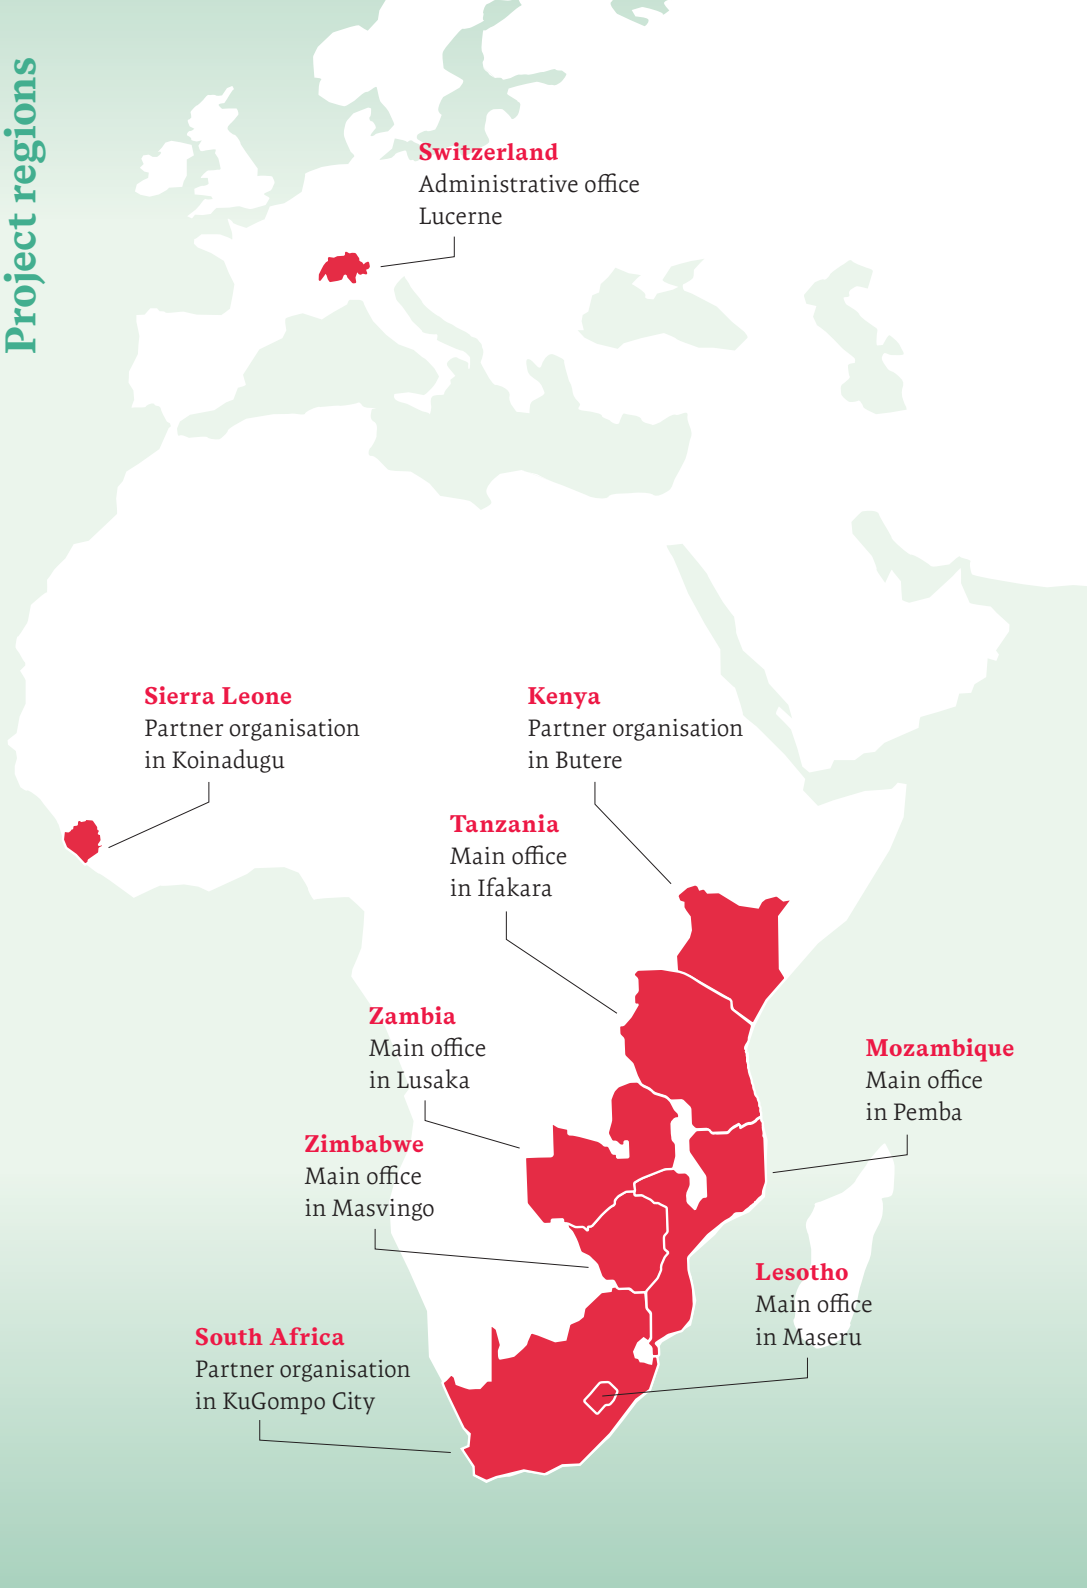 Project regions
Switzerland
Administrative office
Lucerne
Sierra Leone
Partner organisation
in Koinadugu
Kenya
Partner organisation
in Butere
Tanzania
Main office
in Ifakara
Zambia
Main office
in Lusaka
Mozambique
Main office
in Pemba
Zimbabwe
Main office
in Masvingo
Lesotho
Main office
in Maseru
South Africa
Partner organisation
in KuGompo City